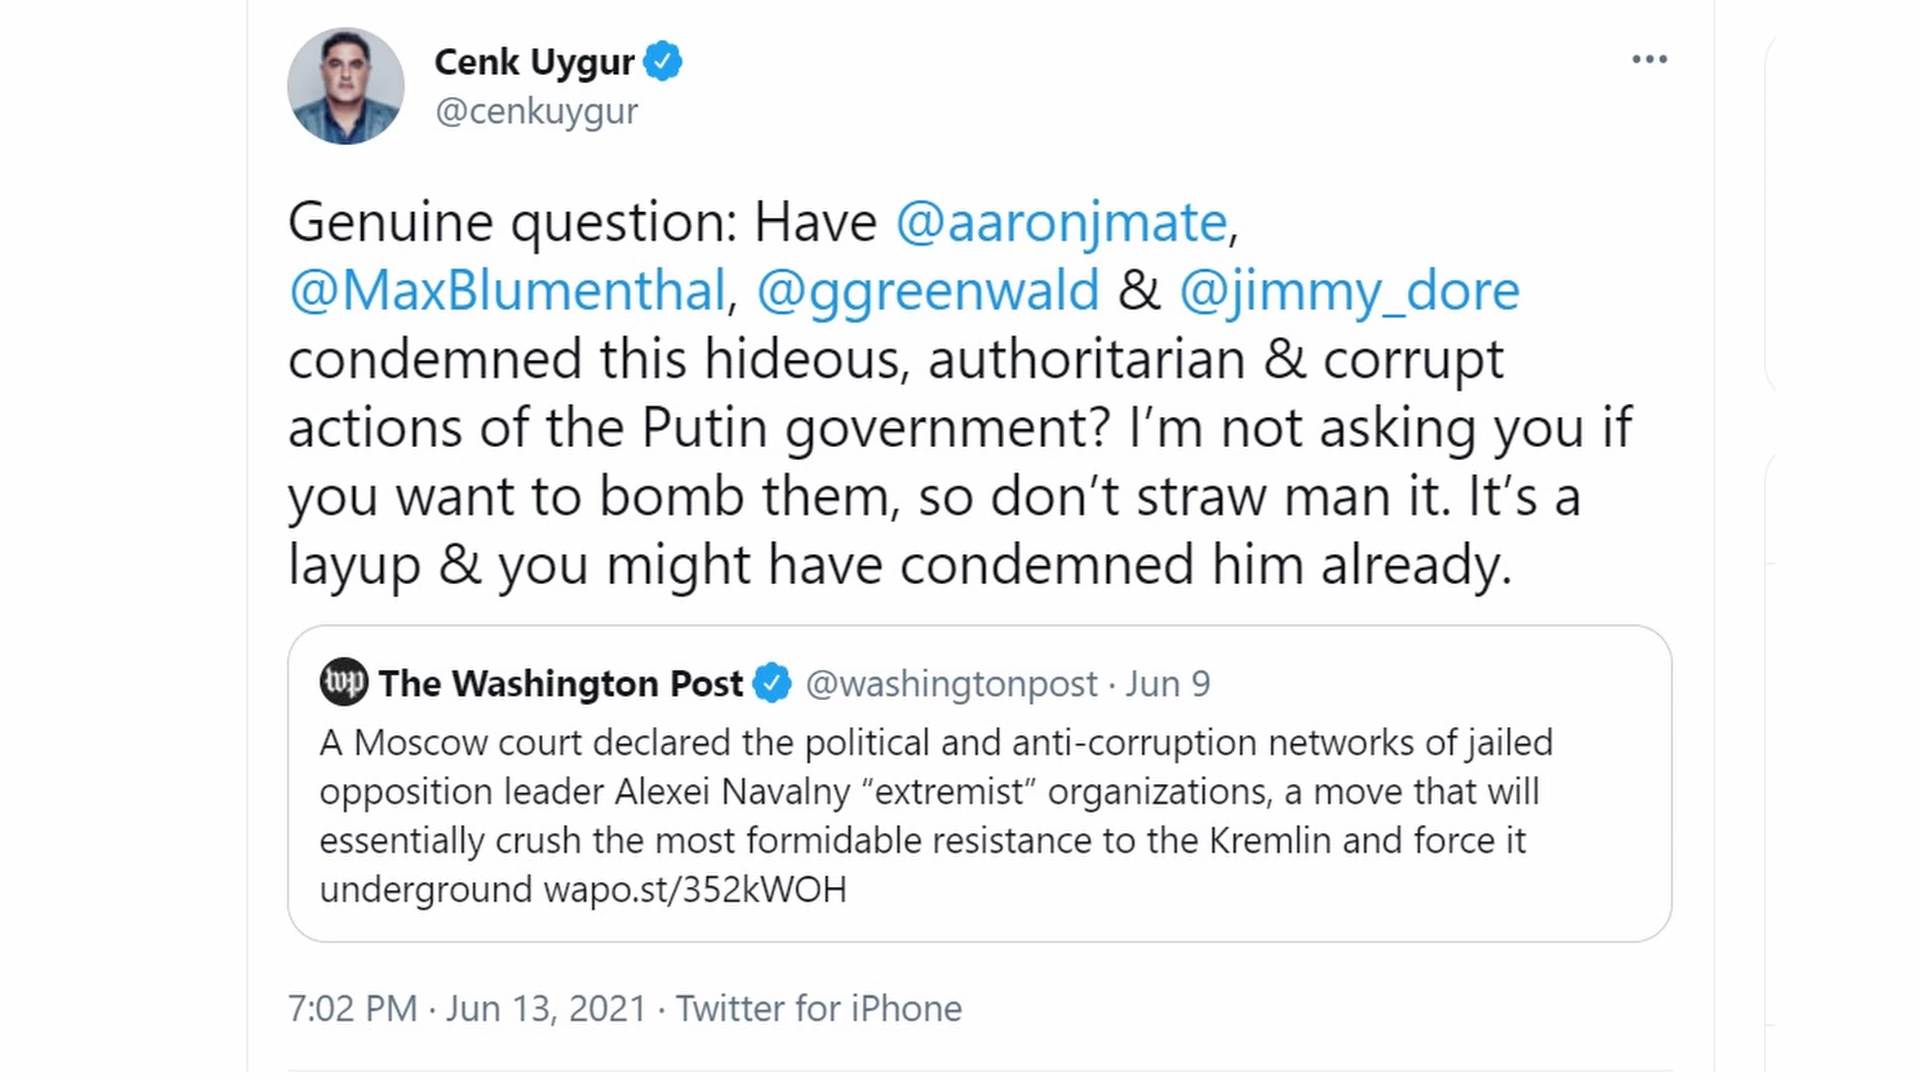 Cenk Uygur
@cenkuygur
Genuine question: Have @aaronjmate,
@MaxBlumenthal, @ggreenwald & @jimmy_dore
condemned this hideous, authoritarian & corrupt
actions of the Putin government? I’m not asking you if
you want to bomb them, so don’t straw man it. It’s a
layup & you might have condemned him already.
wp The Washington Post @washingtonpost · Jun 9
A Moscow court declared the political and anti-corruption networks of jailed
opposition leader Alexei Navalny “extremist” organizations, a move that will
essentially crush the most formidable resistance to the Kremlin and force it
underground wapo.st/352kWOH
7:02 PM · Jun 13, 2021 · Twitter for iPhone